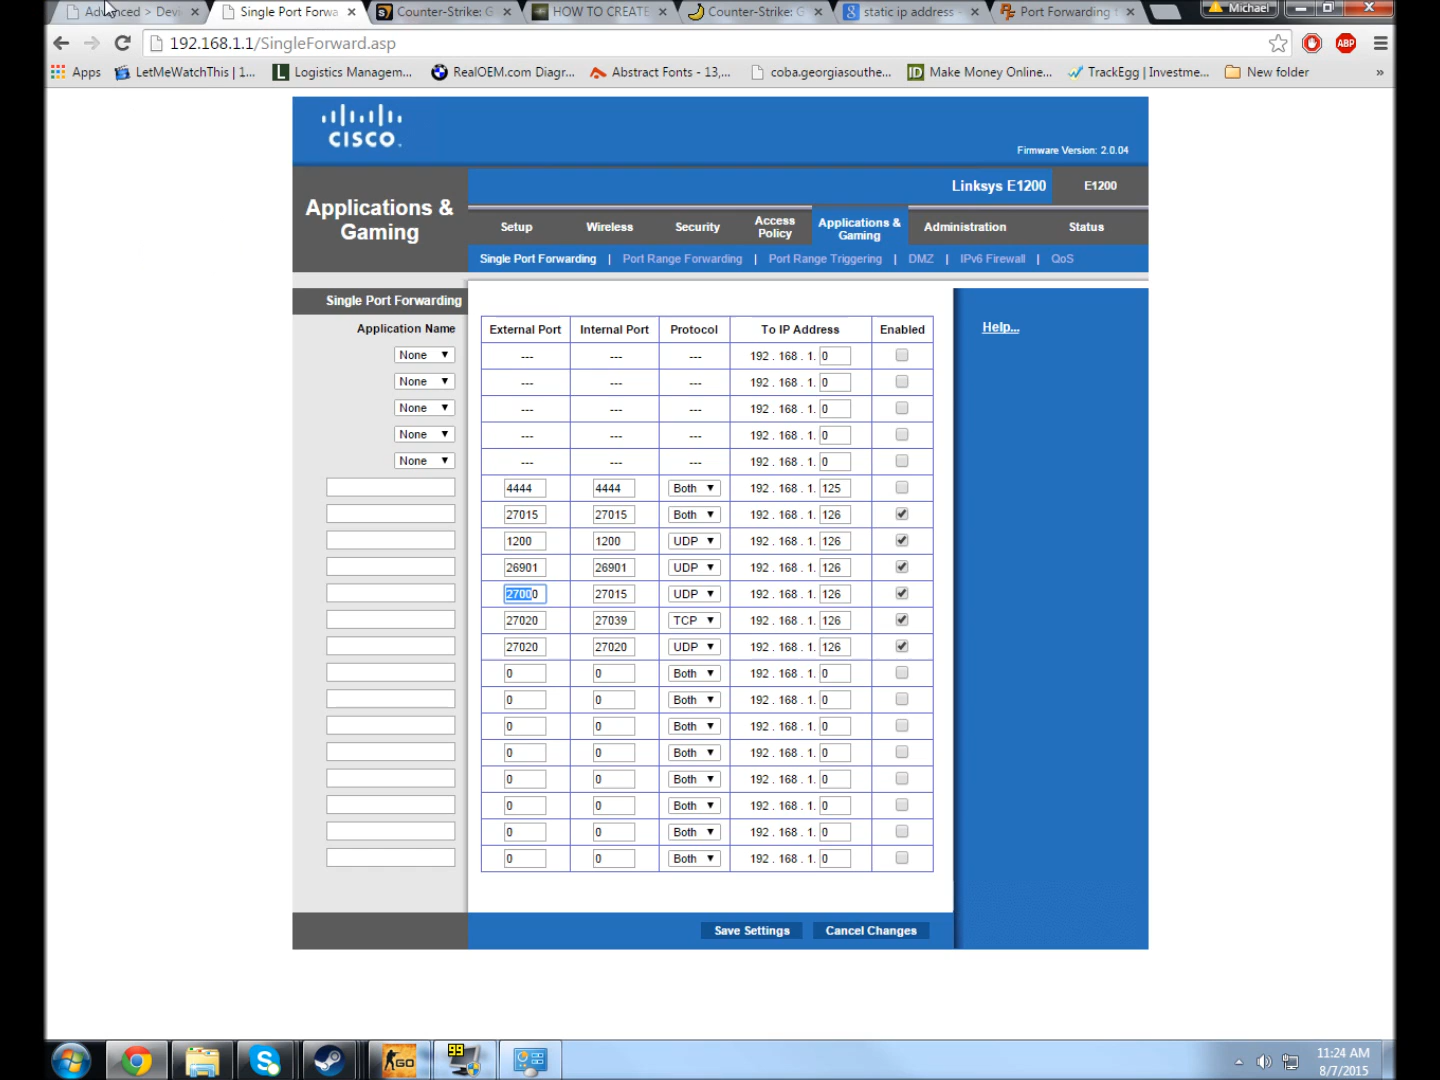 Advanced > Devi
Single Port Forwa
Counter-Strike: G
HOW TO CREATE
Counter-Strike: G
static ip address -
Port Forwarding f
Michael
192.168.1.1/SingleForward.asp
ABP
Apps
LetMeWatchThis | 1...
Logistics Managem...
RealOEM.com Diagr...
Abstract Fonts - 13,...
coba.georgiasouthe...
Make Money Online...
TrackEgg | Investme...
New folder
»
CISCO.
Firmware Version: 2.0.04
Linksys E1200
E1200
Applications &
Gaming
Setup
Wireless
Security
Access
Policy
Applications &
Gaming
Administration
Status
Single Port Forwarding | Port Range Forwarding | Port Range Triggering | DMZ | IPv6 Firewall | QoS
Single Port Forwarding
Help...
Application Name
External Port Internal Port Protocol To IP Address Enabled
None --- --- --- 192 . 168 . 1. 0
None --- --- --- 192 . 168 . 1. 0
None --- --- --- 192 . 168 . 1. 0
None --- --- --- 192 . 168 . 1. 0
None --- --- --- 192 . 168 . 1. 0
4444 4444 Both 192 . 168 . 1. 125
27015 27015 Both 192 . 168 . 1. 126
1200 1200 UDP 192 . 168 . 1. 126
26901 26901 UDP 192 . 168 . 1. 126
27000 27015 UDP 192 . 168 . 1. 126
27020 27039 TCP 192 . 168 . 1. 126
27020 27020 UDP 192 . 168 . 1. 126
0 0 Both 192 . 168 . 1. 0
0 0 Both 192 . 168 . 1. 0
0 0 Both 192 . 168 . 1. 0
0 0 Both 192 . 168 . 1. 0
0 0 Both 192 . 168 . 1. 0
0 0 Both 192 . 168 . 1. 0
0 0 Both 192 . 168 . 1. 0
0 0 Both 192 . 168 . 1. 0
Save Settings
Cancel Changes
GO
99
11:24 AM
8/7/2015